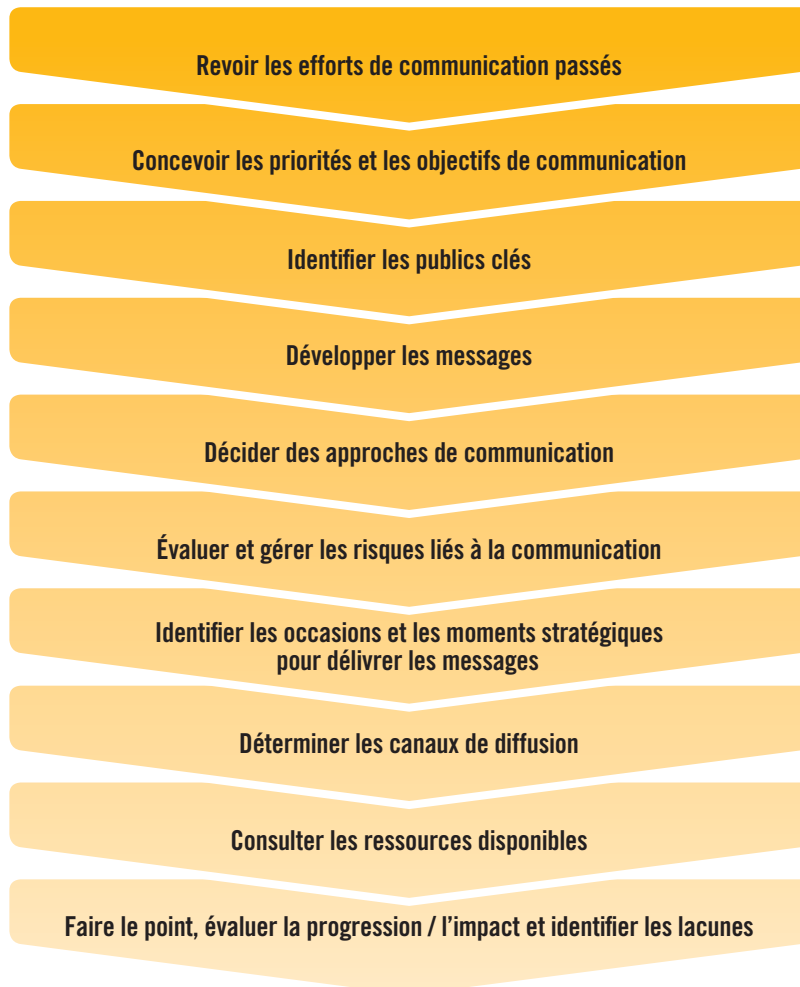 Revoir les efforts de communication passés
Concevoir les priorités et les objectifs de communication
Identifier les publics clés
Développer les messages
Décider des approches de communication
Évaluer et gérer les risques liés à la communication
Identifier les occasions et les moments stratégiques
pour délivrer les messages
Déterminer les canaux de diffusion
Consulter les ressources disponibles
Faire le point, évaluer la progression / l'impact et identifier les lacunes